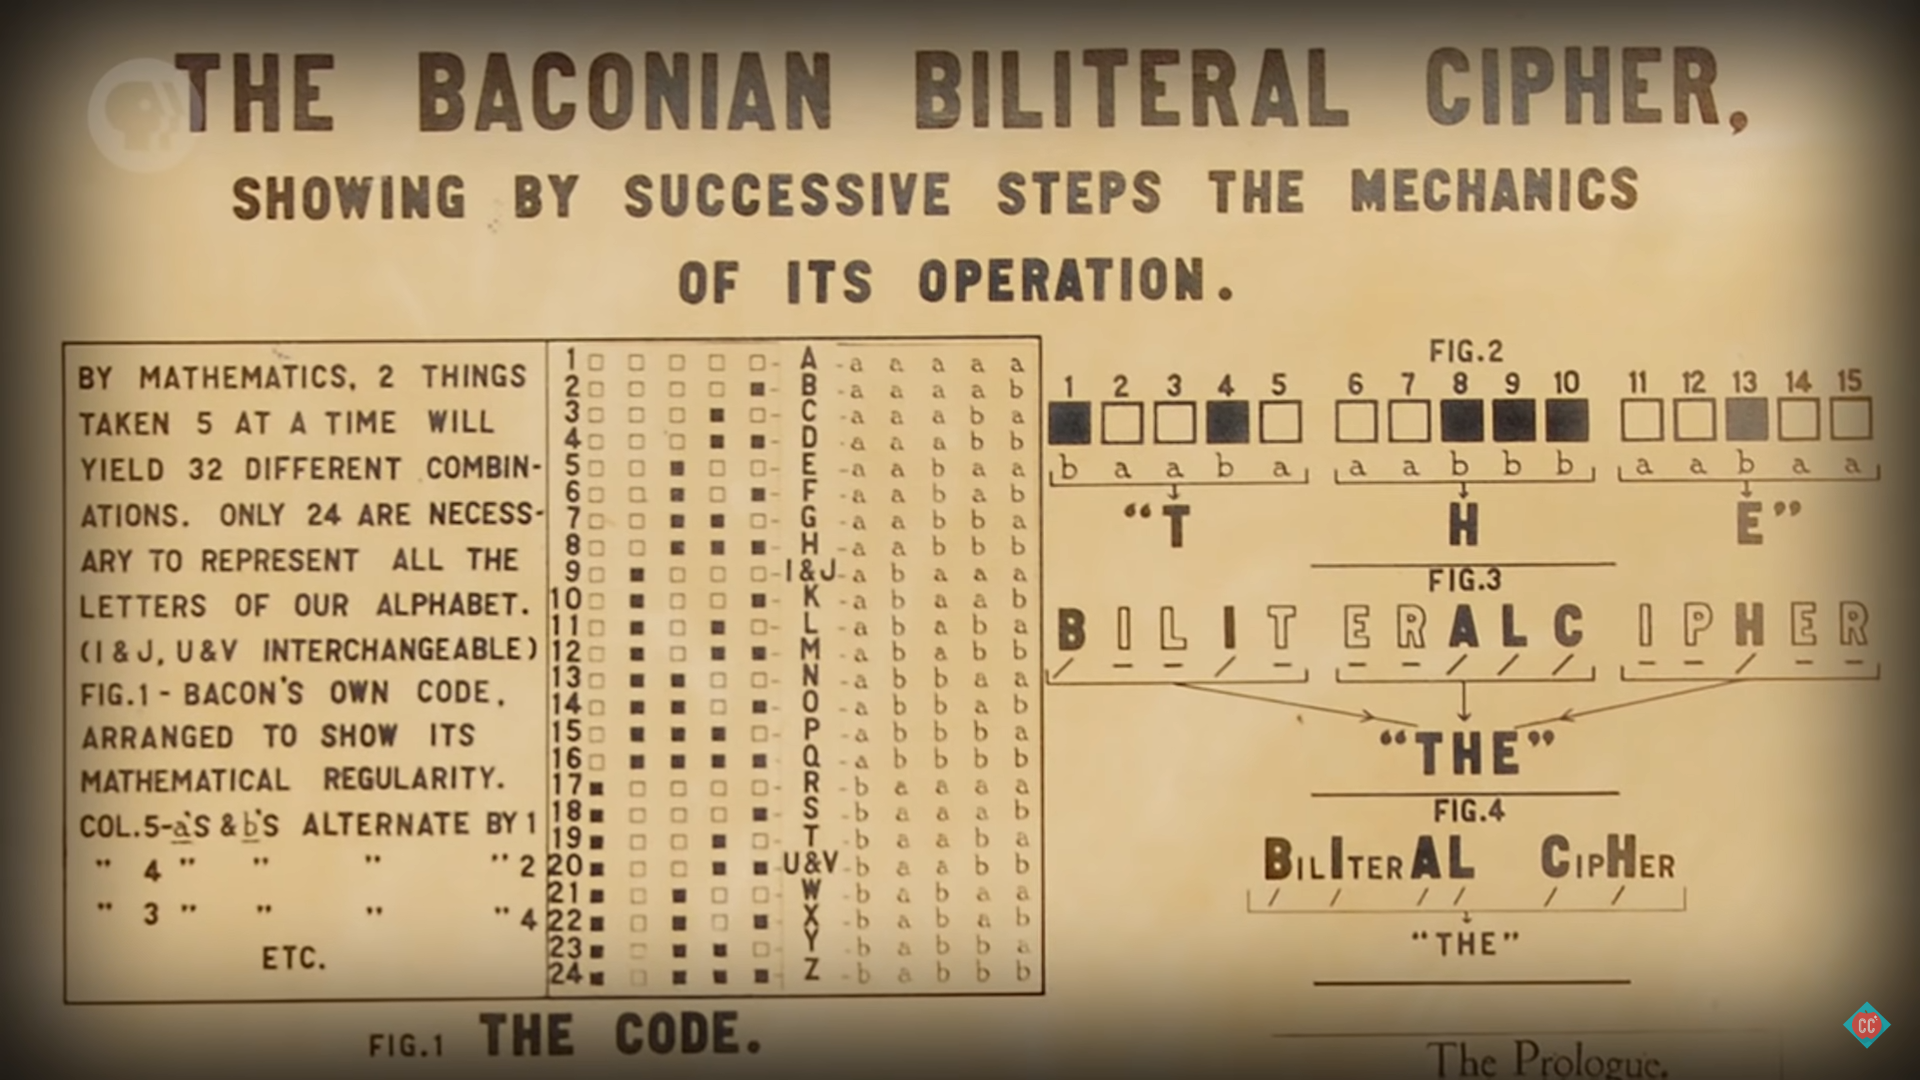 THE BACONIAN BILITERAL CIPHER,
SHOWING BY SUCCESSIVE STEPS THE MECHANICS
OF ITS OPERATION.
BY MATHEMATICS, 2 THINGS
TAKEN 5 AT A TIME WILL
YIELD 32 DIFFERENT COMBIN-
ATIONS. ONLY 24 ARE NECESS-
ARY TO REPRESENT ALL THE
LETTERS OF OUR ALPHABET.
(I & J, U & V INTERCHANGEABLE)
FIG.1 - BACON'S OWN CODE,
ARRANGED TO SHOW ITS
MATHEMATICAL REGULARITY.
COL.5-a'S & b'S ALTERNATE BY 1
" 4 " " " " 2
" 3 " " " " 4
ETC.
1 □ □ □ □ □ - A - a a a a a
2 □ □ □ □ ■ - B - a a a a b
3 □ □ □ ■ □ - C - a a a b a
4 □ □ □ ■ ■ - D - a a a b b
5 □ □ ■ □ □ - E - a a b a a
6 □ □ ■ □ ■ - F - a a b a b
7 □ □ ■ ■ □ - G - a a b b a
8 □ □ ■ ■ ■ - H - a a b b b
9 □ ■ □ □ □ - I & J - a b a a a
10 □ ■ □ □ ■ - K - a b a a b
11 □ ■ □ ■ □ - L - a b a b a
12 □ ■ □ ■ ■ - M - a b a b b
13 □ ■ ■ □ □ - N - a b b a a
14 □ ■ ■ □ ■ - O - a b b a b
15 □ ■ ■ ■ □ - P - a b b b a
16 □ ■ ■ ■ ■ - Q - a b b b b
17 ■ □ □ □ □ - R - b a a a a
18 ■ □ □ □ ■ - S - b a a a b
19 ■ □ □ ■ □ - T - b a a b a
20 ■ □ □ ■ ■ - U & V - b a a b b
21 ■ □ ■ □ □ - W - b a b a a
22 ■ □ ■ □ ■ - X - b a b a b
23 ■ □ ■ ■ □ - Y - b a b b a
24 ■ □ ■ ■ ■ - Z - b a b b b
FIG.1 THE CODE.
FIG.2
1 2 3 4 5 6 7 8 9 10 11 12 13 14 15
b a a b a a a b b b a a b a a
"T H E"
FIG.3
B I L I T E R A L C I P H E R
/ – – / – – – / / / – – / – –
"THE"
FIG.4
BILITERAL CIPHER
/ / / / / /
"THE"
The Prologue.
CC